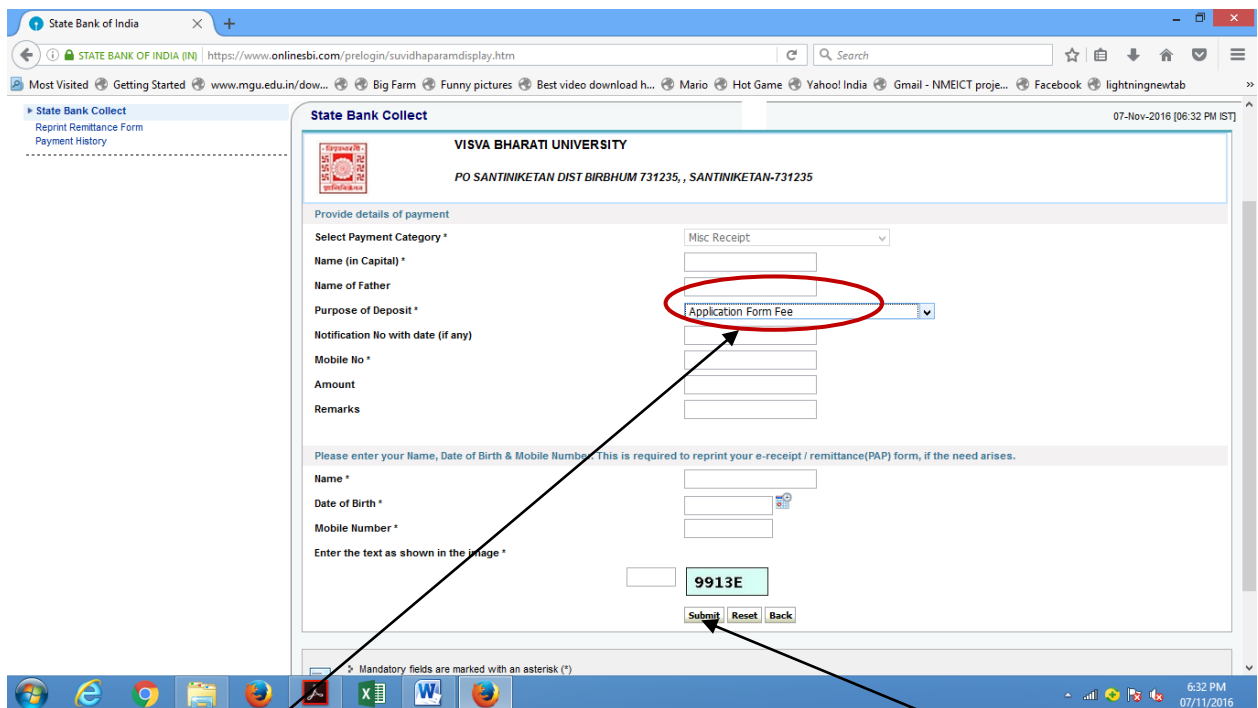 State Bank of India
STATE BANK OF INDIA (IN) https://www.onlinesbi.com/prelogin/suvidhaparamdisplay.htm Search
Most Visited Getting Started www.mgu.edu.in/dow... Big Farm Funny pictures Best video download h... Mario Hot Game Yahoo! India Gmail - NMEICT proje... Facebook lightningnewtab »
State Bank Collect
Reprint Remittance Form
Payment History
State Bank Collect 07-Nov-2016 [06:32 PM IST]
VISVA BHARATI UNIVERSITY
PO SANTINIKETAN DIST BIRBHUM 731235, , SANTINIKETAN-731235
Provide details of payment
Select Payment Category * Misc Receipt
Name (in Capital) *
Name of Father
Purpose of Deposit * Application Form Fee
Notification No with date (if any)
Mobile No *
Amount
Remarks
Please enter your Name, Date of Birth & Mobile Number. This is required to reprint your e-receipt / remittance(PAP) form, if the need arises.
Name *
Date of Birth *
Mobile Number *
Enter the text as shown in the image *
9913E
Submit Reset Back
Mandatory fields are marked with an asterisk (*)
6:32 PM
07/11/2016